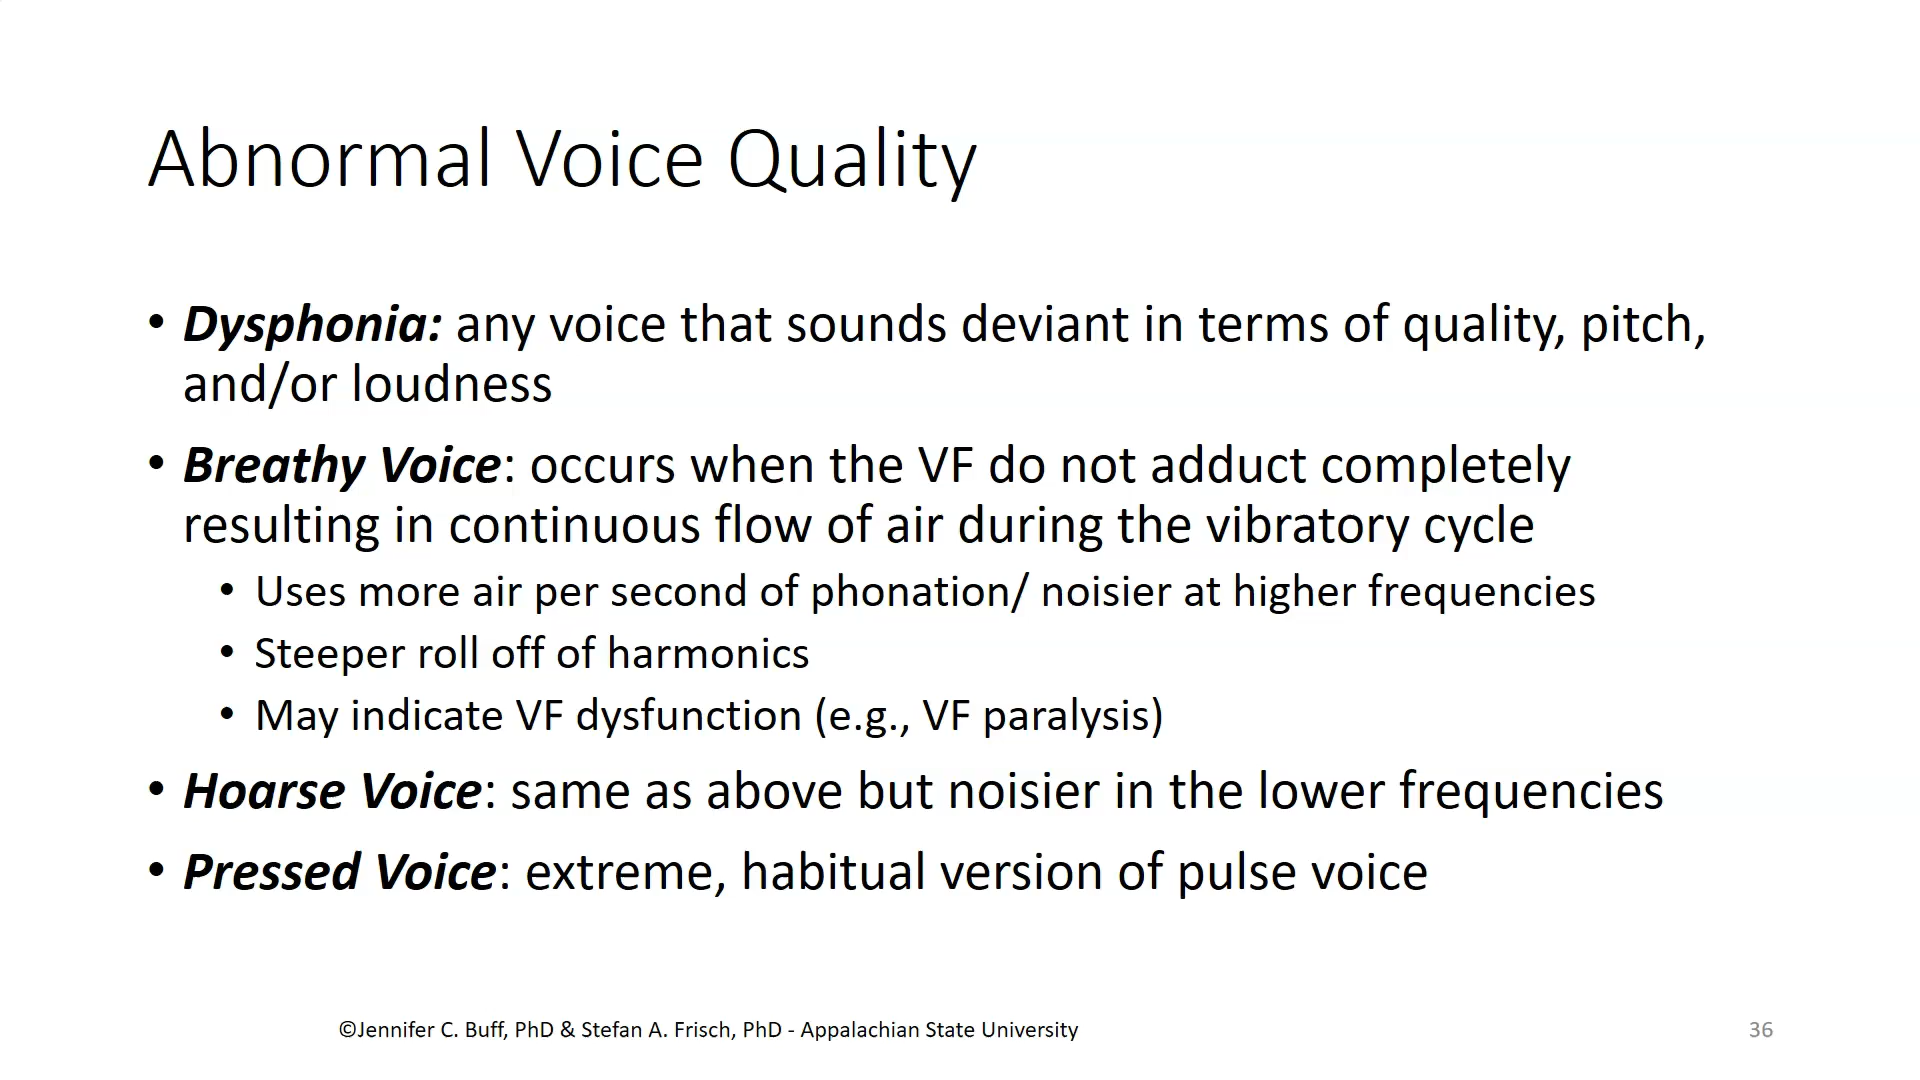 Abnormal Voice Quality
• Dysphonia: any voice that sounds deviant in terms of quality, pitch,
and/or loudness
• Breathy Voice: occurs when the VF do not adduct completely
resulting in continuous flow of air during the vibratory cycle
• Uses more air per second of phonation/ noisier at higher frequencies
• Steeper roll off of harmonics
• May indicate VF dysfunction (e.g., VF paralysis)
• Hoarse Voice: same as above but noisier in the lower frequencies
• Pressed Voice: extreme, habitual version of pulse voice
©Jennifer C. Buff, PhD & Stefan A. Frisch, PhD - Appalachian State University
36